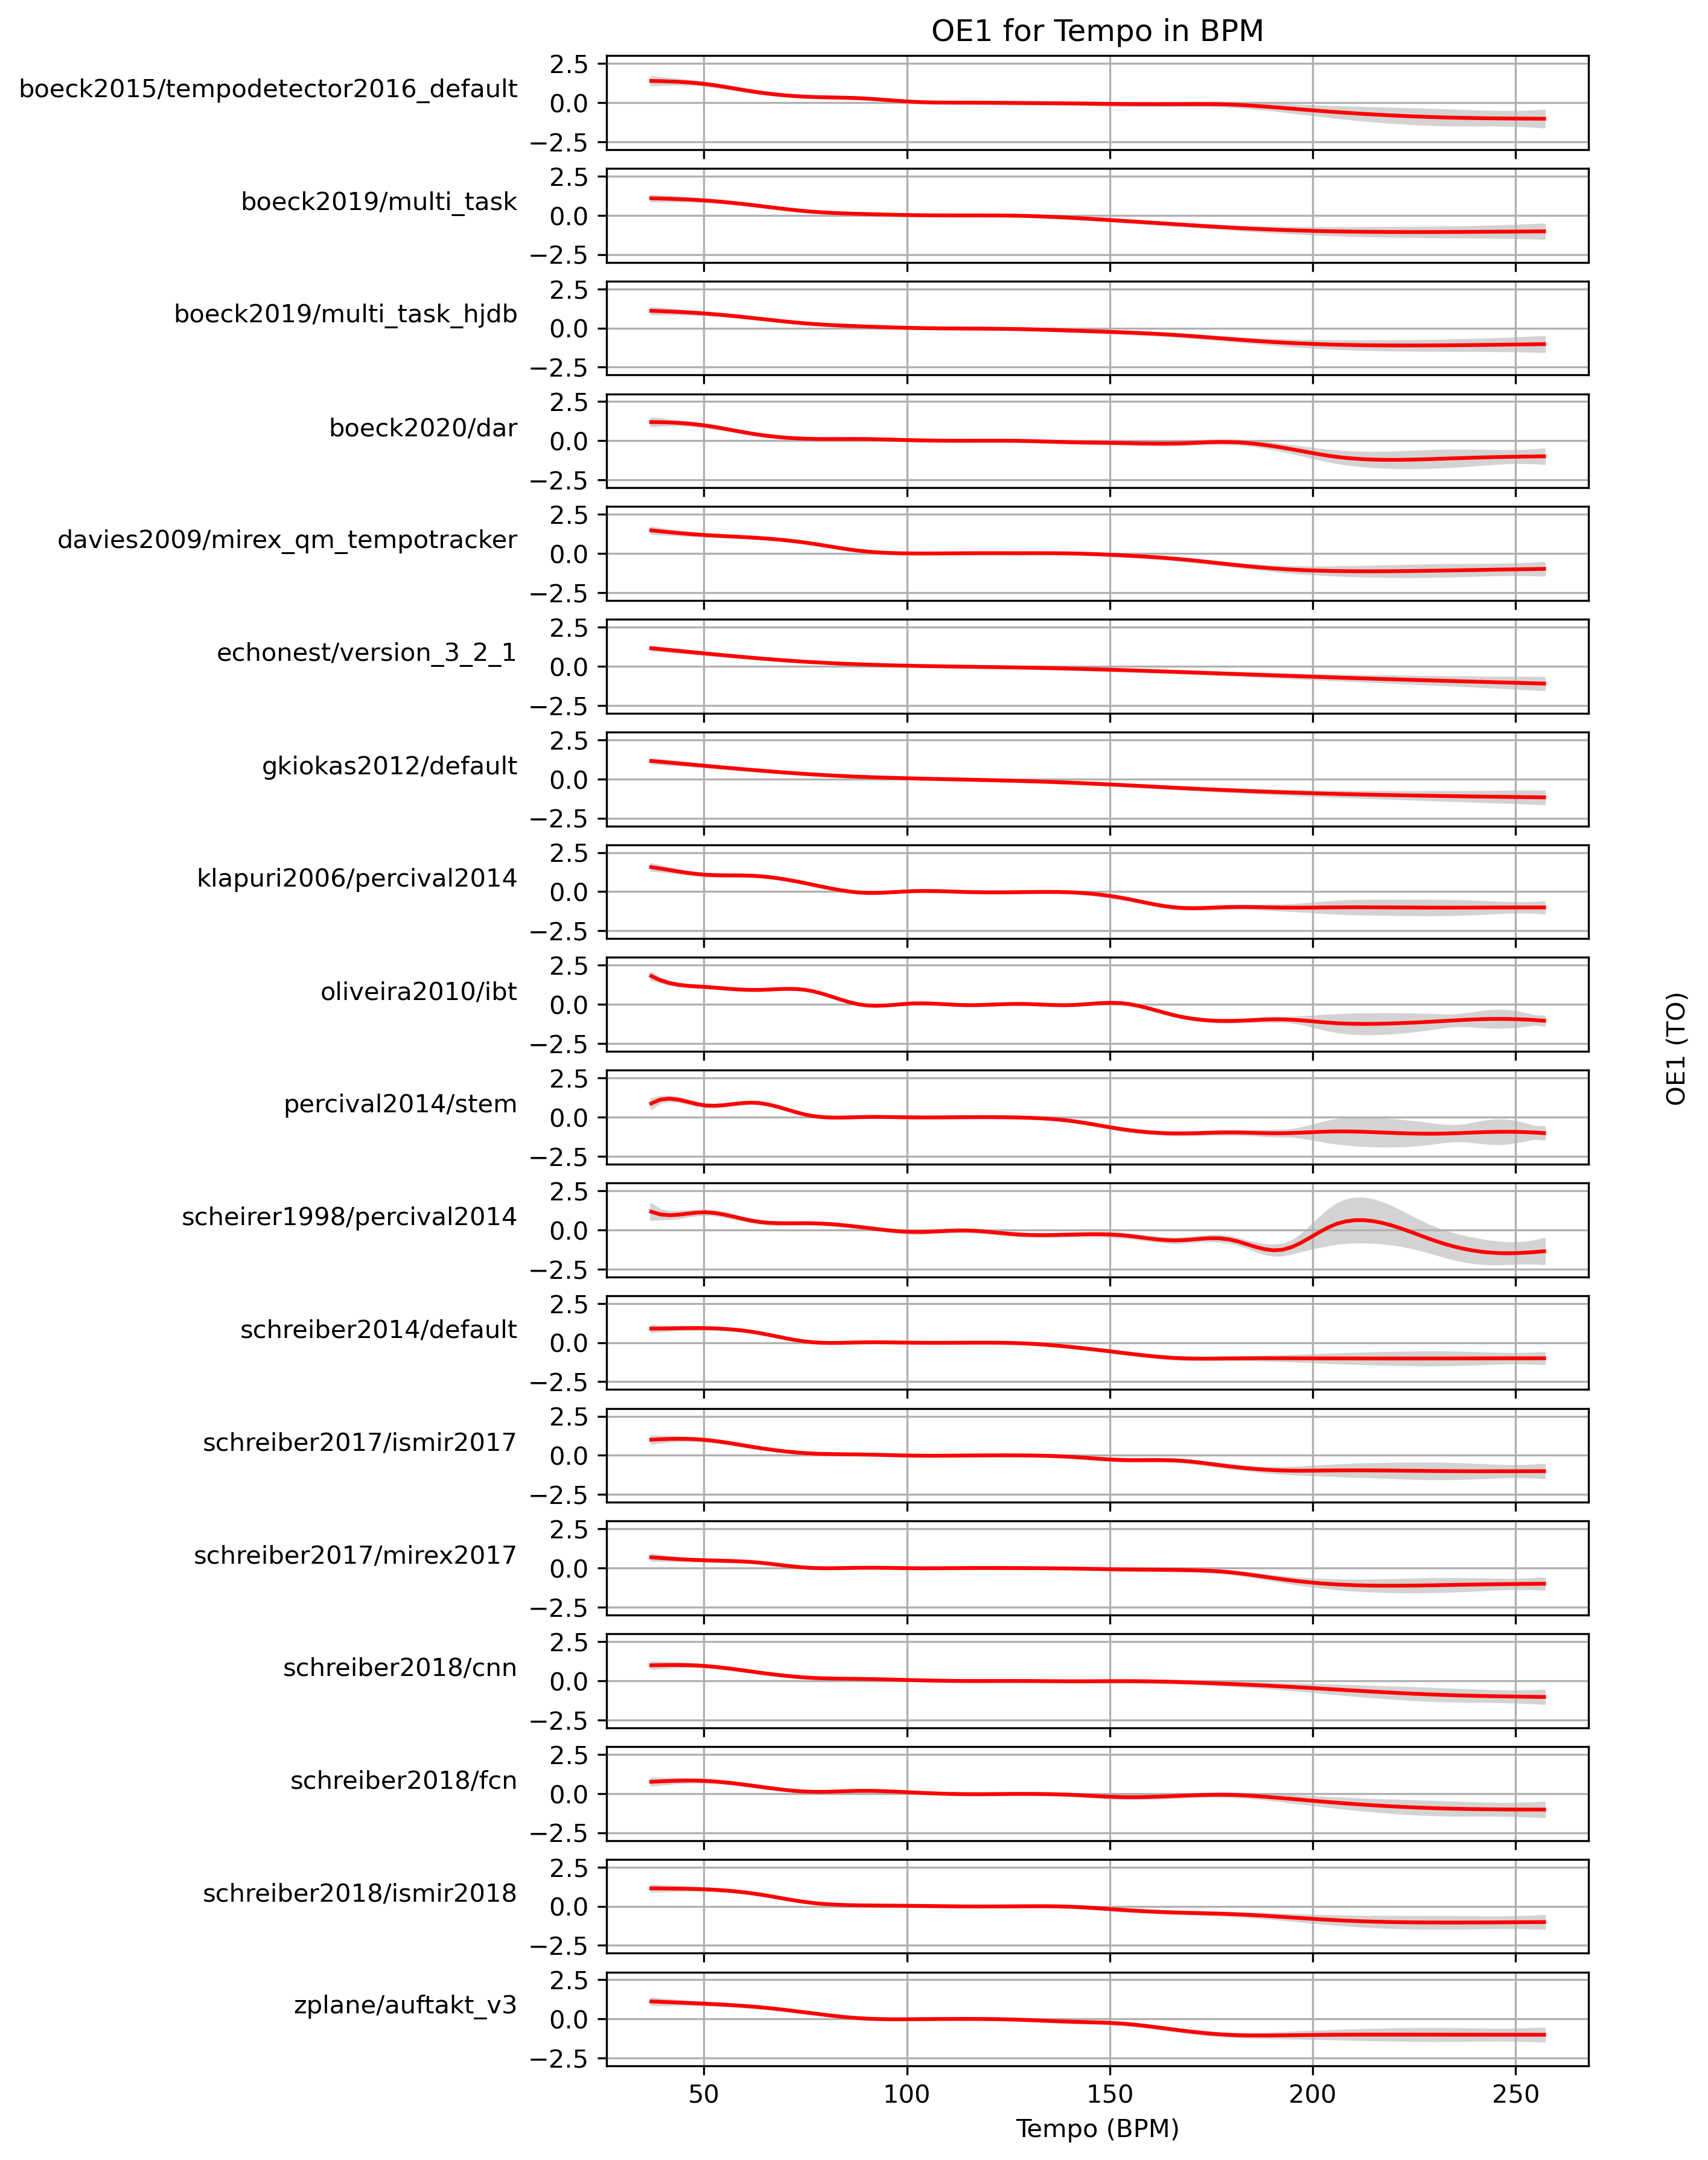 OE1 for Tempo in BPM
boeck2015/tempodetector2016_default
2.5
0.0
−2.5
boeck2019/multi_task
2.5
0.0
−2.5
boeck2019/multi_task_hjdb
2.5
0.0
−2.5
boeck2020/dar
2.5
0.0
−2.5
davies2009/mirex_qm_tempotracker
2.5
0.0
−2.5
echonest/version_3_2_1
2.5
0.0
−2.5
gkiokas2012/default
2.5
0.0
−2.5
klapuri2006/percival2014
2.5
0.0
−2.5
oliveira2010/ibt
2.5
0.0
−2.5
percival2014/stem
2.5
0.0
−2.5
scheirer1998/percival2014
2.5
0.0
−2.5
schreiber2014/default
2.5
0.0
−2.5
schreiber2017/ismir2017
2.5
0.0
−2.5
schreiber2017/mirex2017
2.5
0.0
−2.5
schreiber2018/cnn
2.5
0.0
−2.5
schreiber2018/fcn
2.5
0.0
−2.5
schreiber2018/ismir2018
2.5
0.0
−2.5
zplane/auftakt_v3
2.5
0.0
−2.5
50 100 150 200 250
Tempo (BPM)
OE1 (TO)